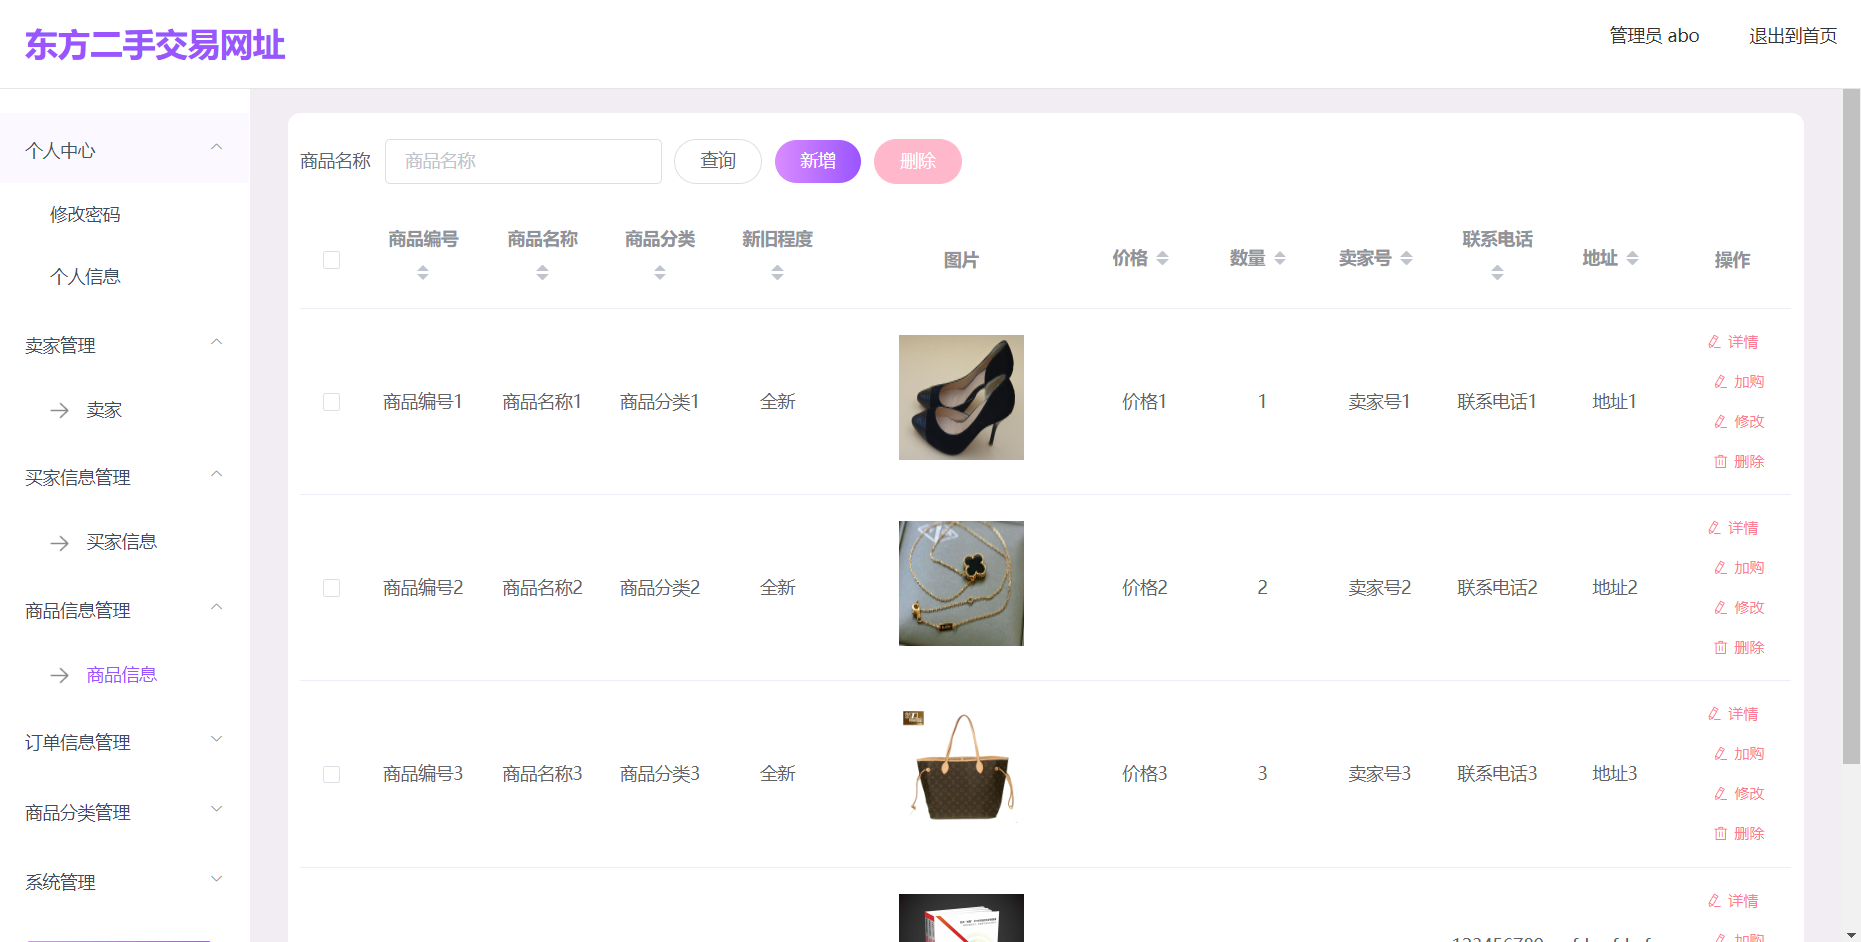 东方二手交易网址
管理员 abo
退出到首页
个人中心
修改密码
个人信息
卖家管理
卖家
买家信息管理
买家信息
商品信息管理
商品信息
订单信息管理
商品分类管理
系统管理
商品名称 商品名称 查询 新增 删除
商品编号 商品名称 商品分类 新旧程度 图片 价格 数量 卖家号 联系电话 地址 操作
商品编号1 商品名称1 商品分类1 全新 价格1 1 卖家号1 联系电话1 地址1
详情
加购
修改
删除
商品编号2 商品名称2 商品分类2 全新 价格2 2 卖家号2 联系电话2 地址2
详情
加购
修改
删除
商品编号3 商品名称3 商品分类3 全新 价格3 3 卖家号3 联系电话3 地址3
详情
加购
修改
删除
详情
加购